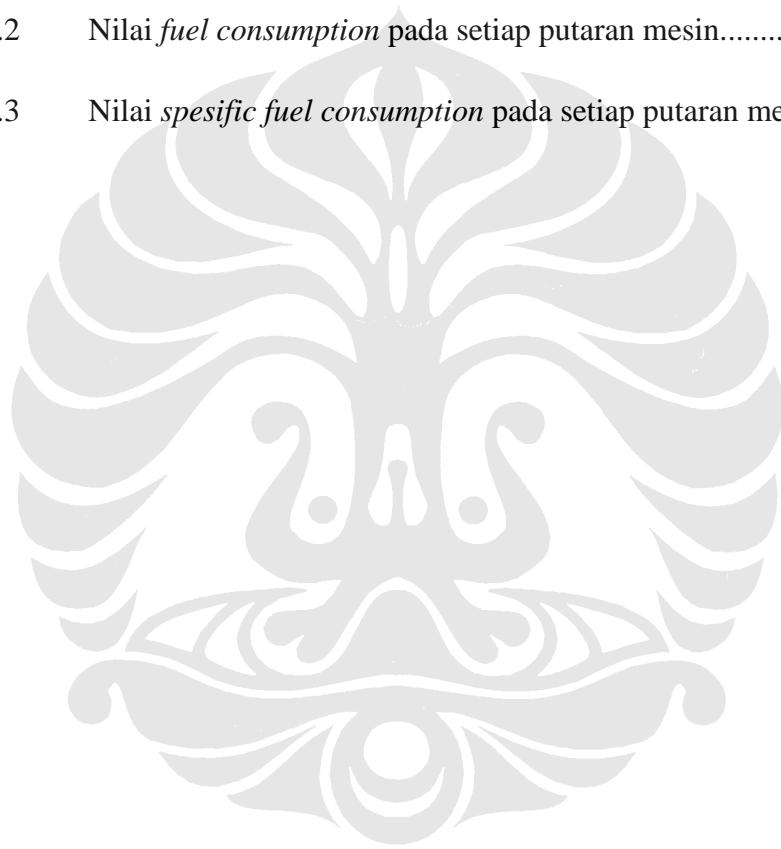 .2 Nilai fuel consumption pada setiap putaran mesin........
.3 Nilai spesific fuel consumption pada setiap putaran me